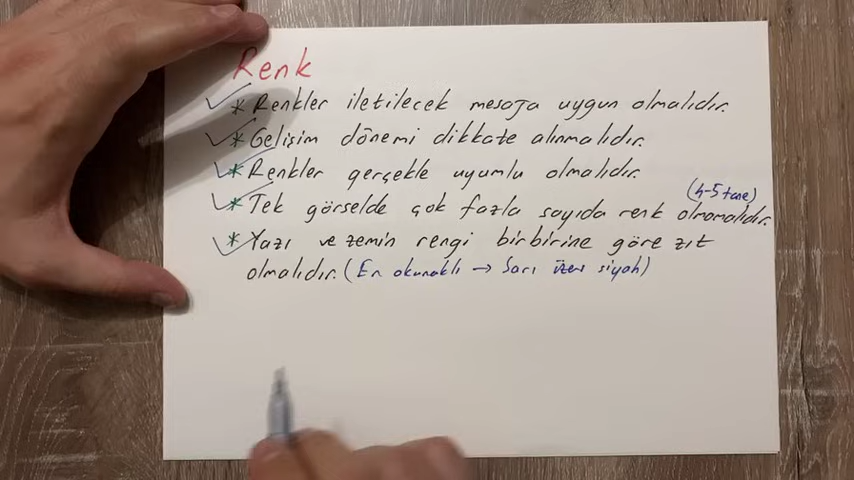 Renk
* Renkler iletilecek mesaja uygun olmalıdır.
* Gelişim dönemi dikkate alınmalıdır.
* Renkler gerçekle uyumlu olmalıdır.
(4-5 tane)
* Tek görselde çok fazla sayıda renk olmamalıdır.
* Yazı ve zemin rengi birbirine göre zıt
olmalıdır. (En okunaklı → Sarı üzeri siyah)